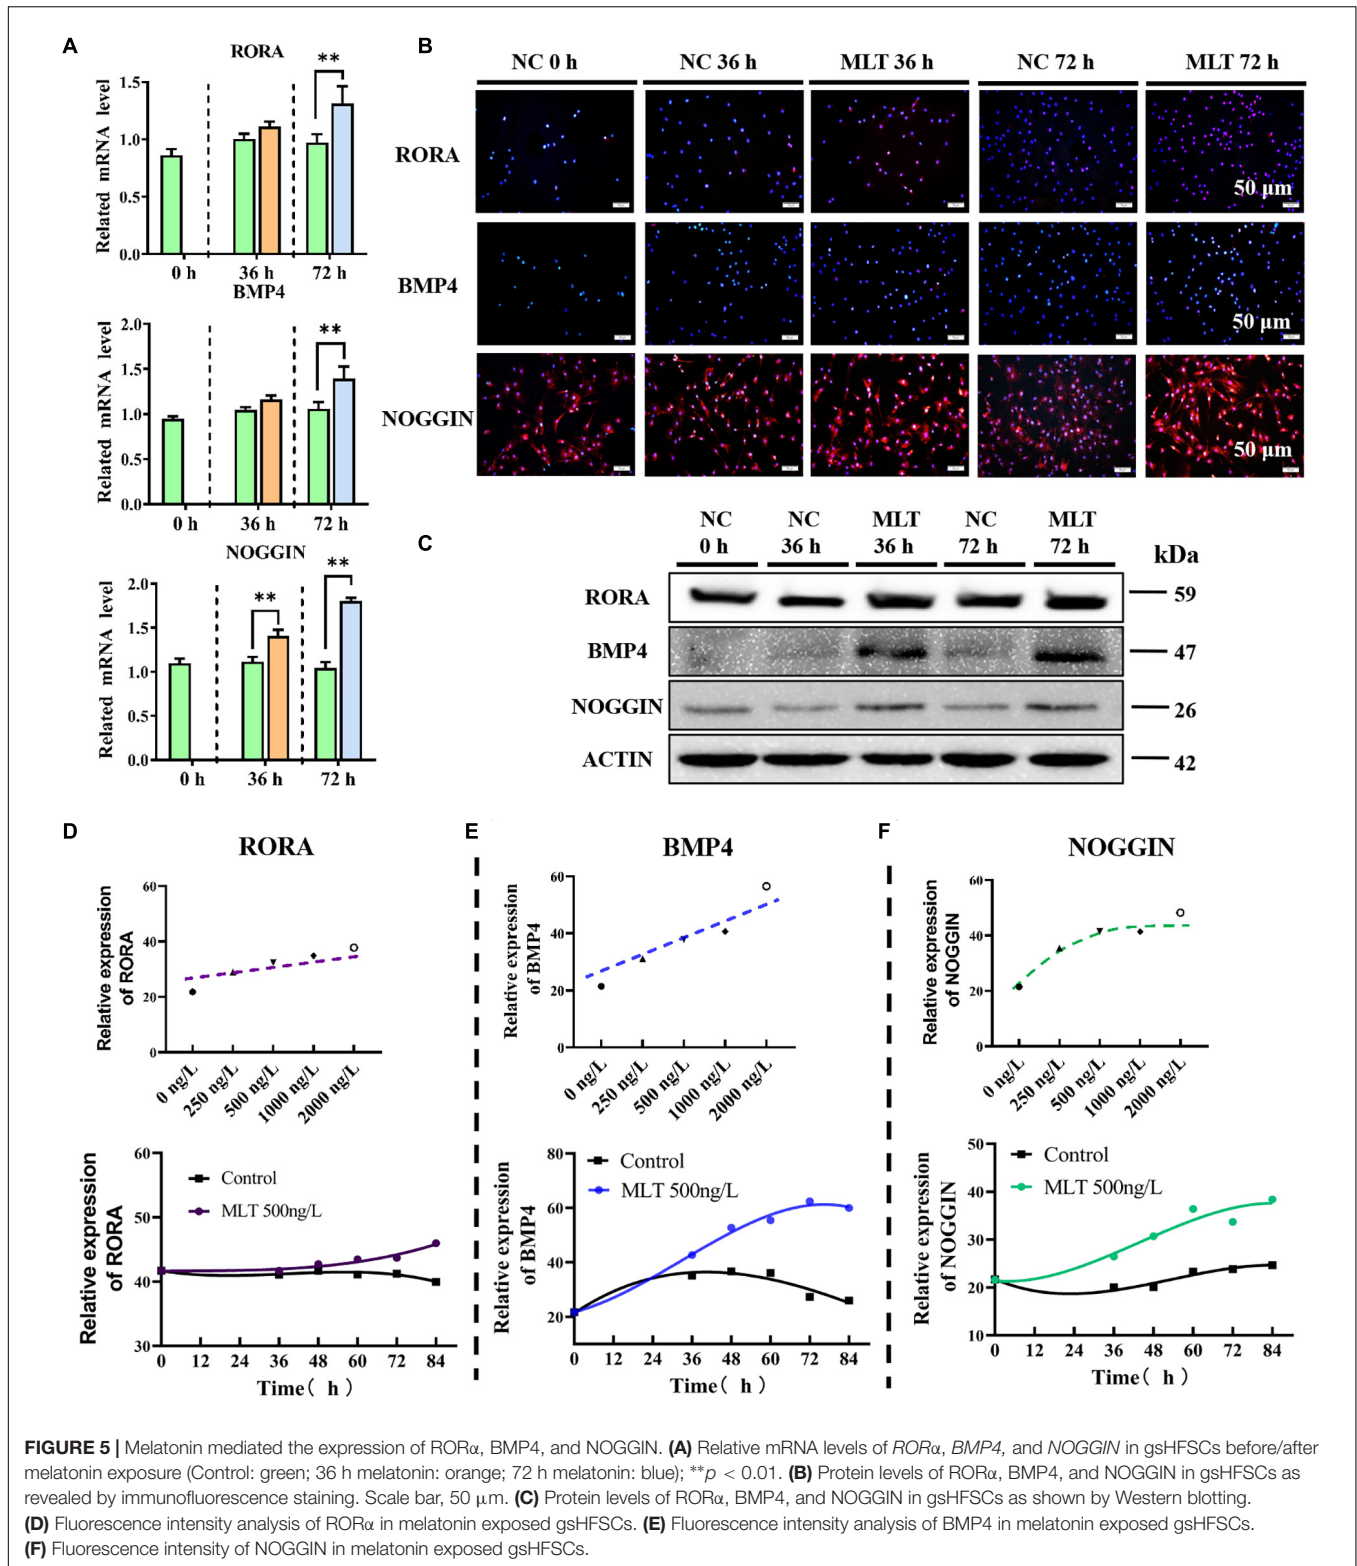 A
RORA
**
Related mRNA level
1.5
1.0
0.5
0.0
0 h 36 h 72 h
BMP4
**
Related mRNA level
2.0
1.5
1.0
0.5
0.0
0 h 36 h 72 h
NOGGIN
** **
Related mRNA level
2.0
1.5
1.0
0.5
0.0
0 h 36 h 72 h
B
NC 0 h NC 36 h MLT 36 h NC 72 h MLT 72 h
RORA
50 µm
BMP4
50 µm
NOGGIN
50 µm
C
NC NC MLT NC MLT
0 h 36 h 36 h 72 h 72 h
kDa
RORA 59
BMP4 47
NOGGIN 26
ACTIN 42
D
RORA
Relative expression
of RORA
60
40
20
0
0 ng/L 250 ng/L 500 ng/L 1000 ng/L 2000 ng/L
Relative expression
of RORA
60
50
40
30
Control
MLT 500ng/L
0 12 24 36 48 60 72 84
Time( h )
E
BMP4
Relative expression
of BMP4
60
40
20
0
0 ng/L 250 ng/L 500 ng/L 1000 ng/L 2000 ng/L
Relative expression
of BMP4
80
60
40
20
Control
MLT 500ng/L
0 12 24 36 48 60 72 84
Time( h )
F
NOGGIN
Relative expression
of NOGGIN
60
40
20
0
0 ng/L 250 ng/L 500 ng/L 1000 ng/L 2000 ng/L
Relative expression
of NOGGIN
50
40
30
20
10
Control
MLT 500ng/L
0 12 24 36 48 60 72 84
Time( h )
FIGURE 5 | Melatonin mediated the expression of RORα, BMP4, and NOGGIN. (A) Relative mRNA levels of RORα, BMP4, and NOGGIN in gsHFSCs before/after
melatonin exposure (Control: green; 36 h melatonin: orange; 72 h melatonin: blue); **p < 0.01. (B) Protein levels of RORα, BMP4, and NOGGIN in gsHFSCs as
revealed by immunofluorescence staining. Scale bar, 50 µm. (C) Protein levels of RORα, BMP4, and NOGGIN in gsHFSCs as shown by Western blotting.
(D) Fluorescence intensity analysis of RORα in melatonin exposed gsHFSCs. (E) Fluorescence intensity analysis of BMP4 in melatonin exposed gsHFSCs.
(F) Fluorescence intensity of NOGGIN in melatonin exposed gsHFSCs.